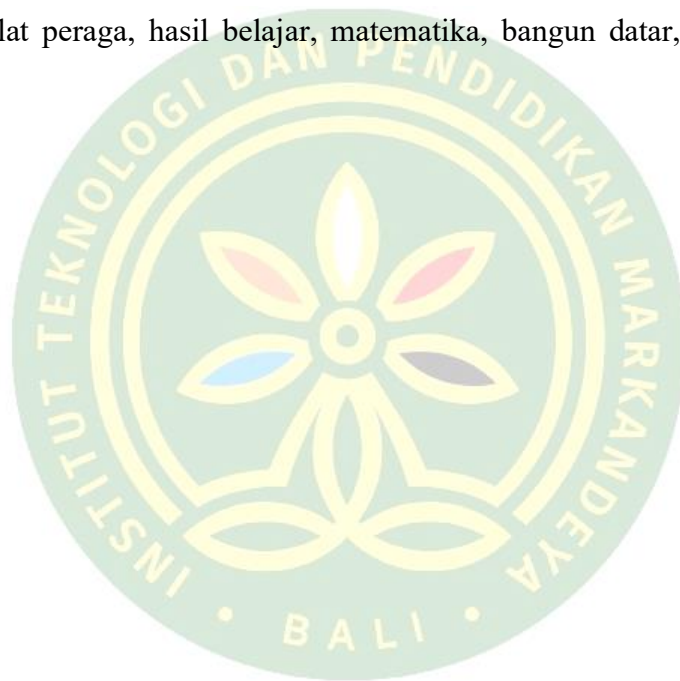 lat peraga, hasil belajar, matematika, bangun datar,
INSTITUT TEKNOLOGI DAN PENDIDIKAN MARKANDEYA
BALI